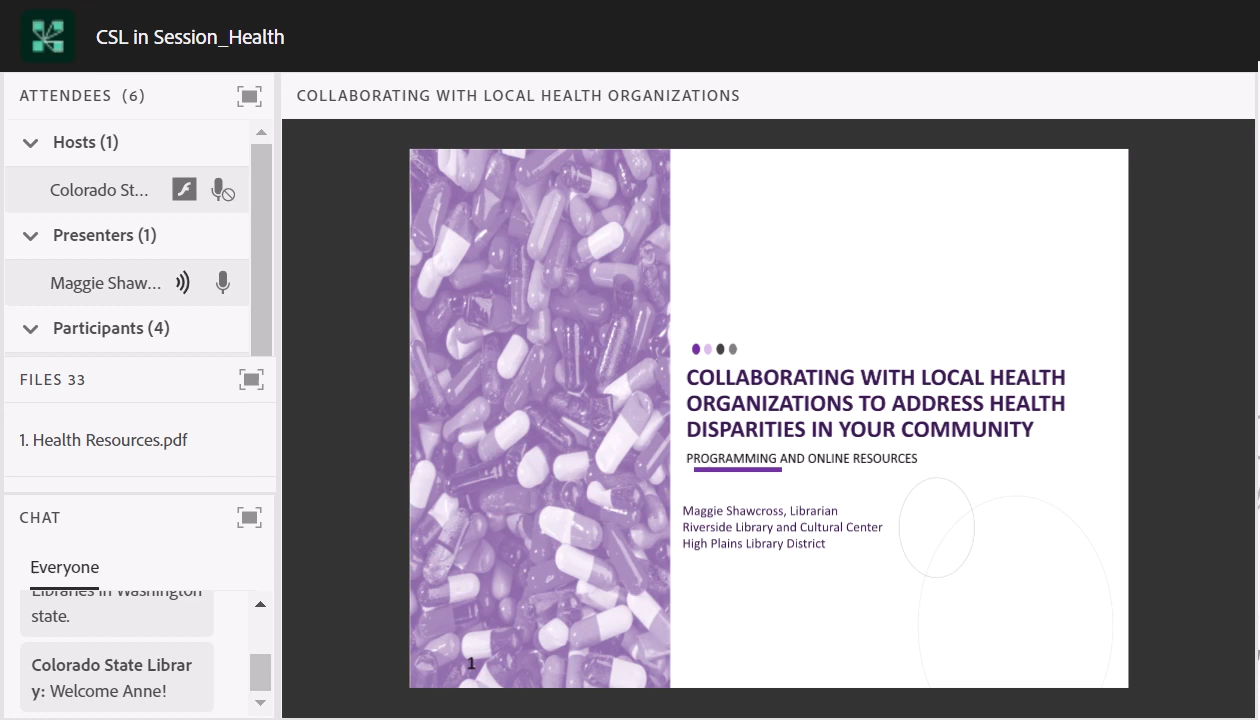 CSL in Session_Health
ATTENDEES (6)
Hosts (1)
Colorado St...
Presenters (1)
Maggie Shaw...
Participants (4)
FILES 33
1. Health Resources.pdf
CHAT
Everyone
Libraries in Washington
state.
Colorado State Librar
y: Welcome Anne!
COLLABORATING WITH LOCAL HEALTH ORGANIZATIONS
COLLABORATING WITH LOCAL HEALTH
ORGANIZATIONS TO ADDRESS HEALTH
DISPARITIES IN YOUR COMMUNITY
PROGRAMMING AND ONLINE RESOURCES
Maggie Shawcross, Librarian
Riverside Library and Cultural Center
High Plains Library District
1